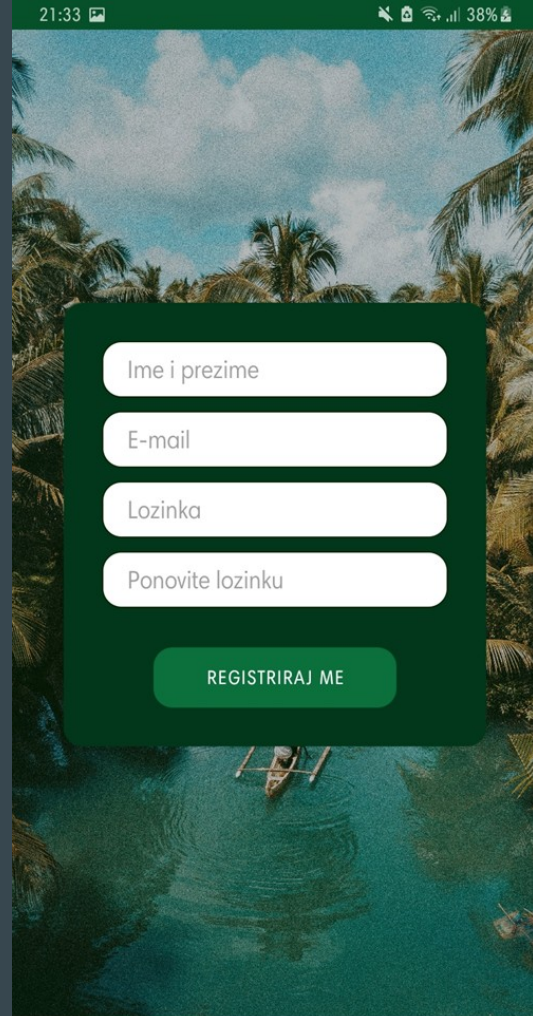 21:33
38%
Ime i prezime
E-mail
Lozinka
Ponovite lozinku
REGISTRIRAJ ME